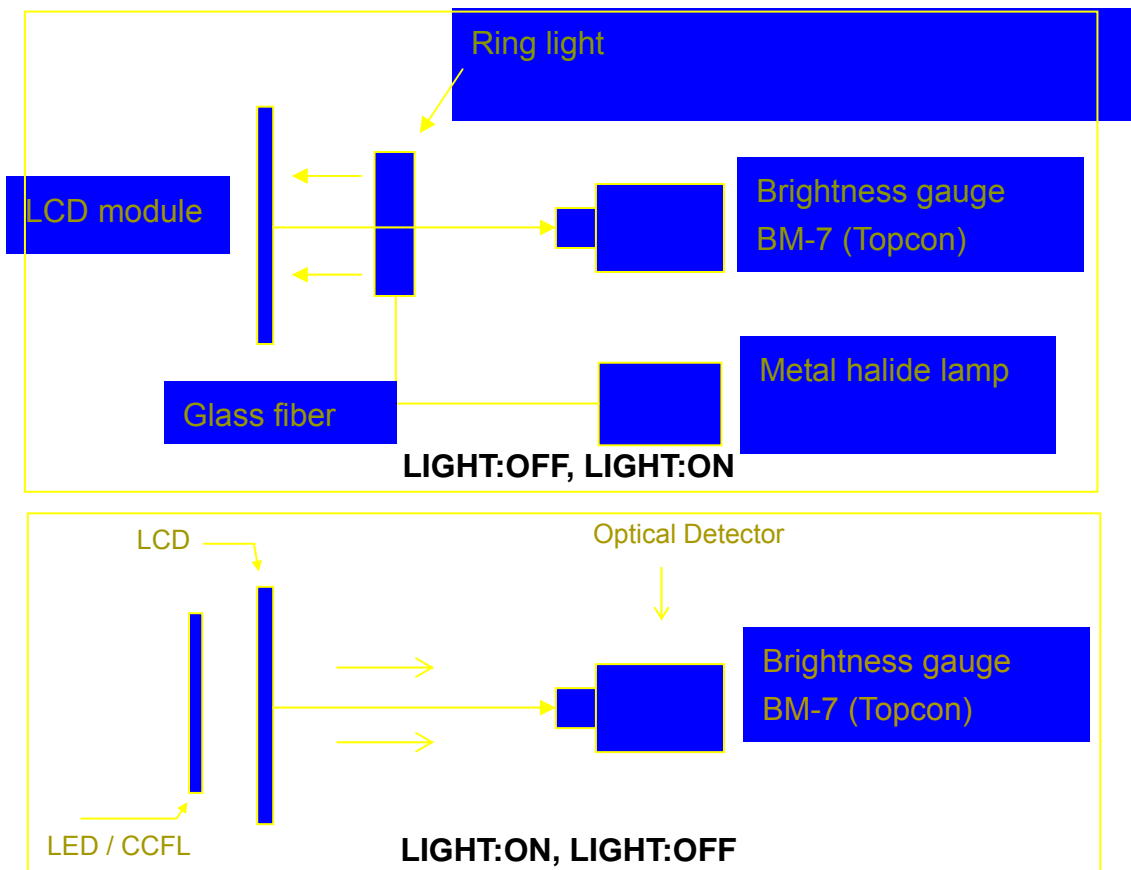 Ring light
LCD module
Brightness gauge
BM-7 (Topcon)
Metal halide lamp
Glass fiber
LIGHT:OFF, LIGHT:ON
LCD
Optical Detector
Brightness gauge
BM-7 (Topcon)
LED / CCFL
LIGHT:ON, LIGHT:OFF